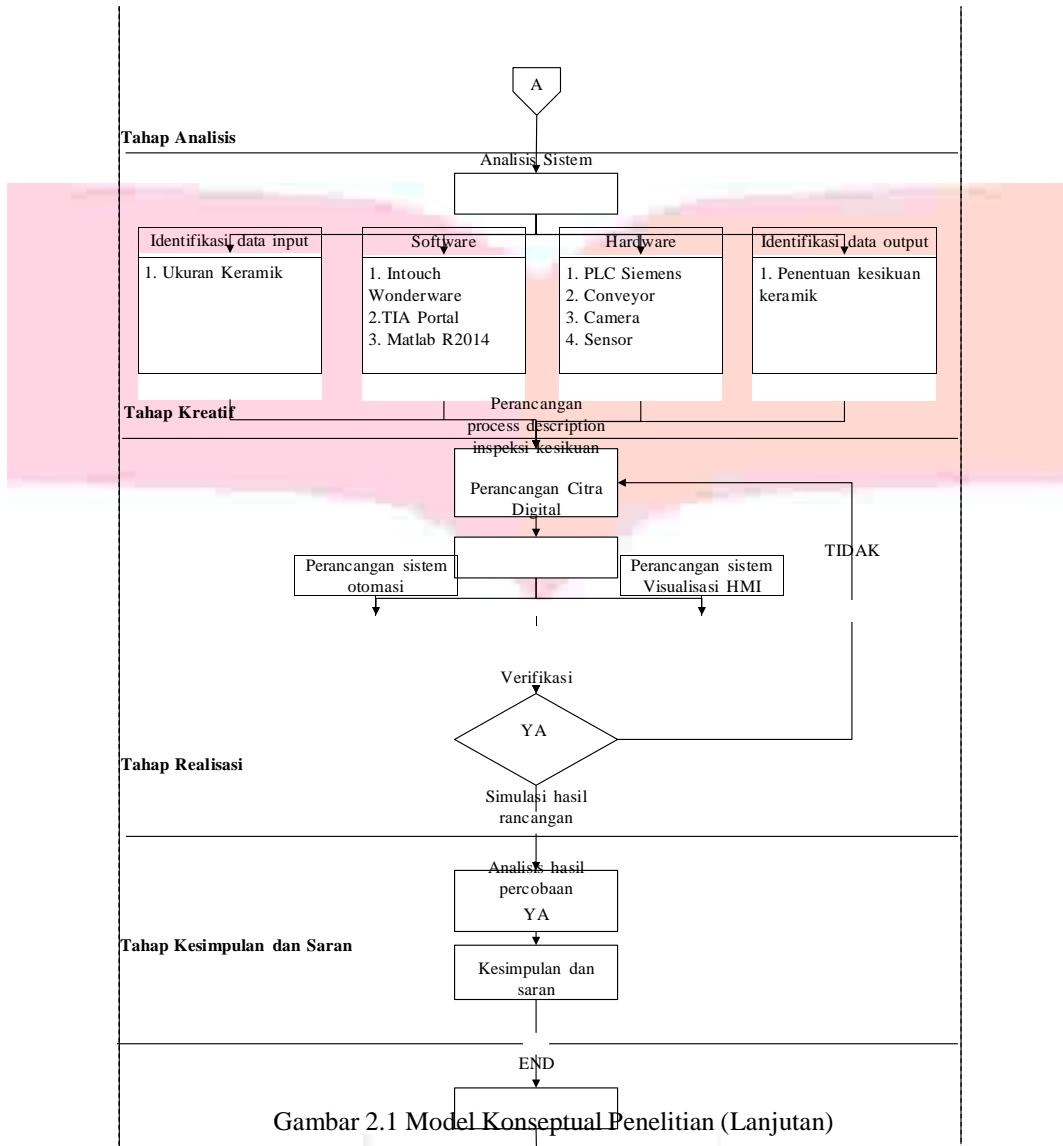 A
Tahap Analisis
Analisis Sistem
Identifikasi data input
1. Ukuran Keramik
Software
1. Intouch
Wonderware
2.TIA Portal
3. Matlab R2014
Hardware
1. PLC Siemens
2. Conveyor
3. Camera
4. Sensor
Identifikasi data output
1. Penentuan kesikuan
keramik
Tahap Kreatif
Perancangan
process description
inspeksi kesikuan
Perancangan Citra
Digital
TIDAK
Perancangan sistem
otomasi
Perancangan sistem
Visualisasi HMI
Verifikasi
YA
Tahap Realisasi
Simulasi hasil
rancangan
Analisis hasil
percobaan
YA
Tahap Kesimpulan dan Saran
Kesimpulan dan
saran
END
Gambar 2.1 Model Konseptual Penelitian (Lanjutan)